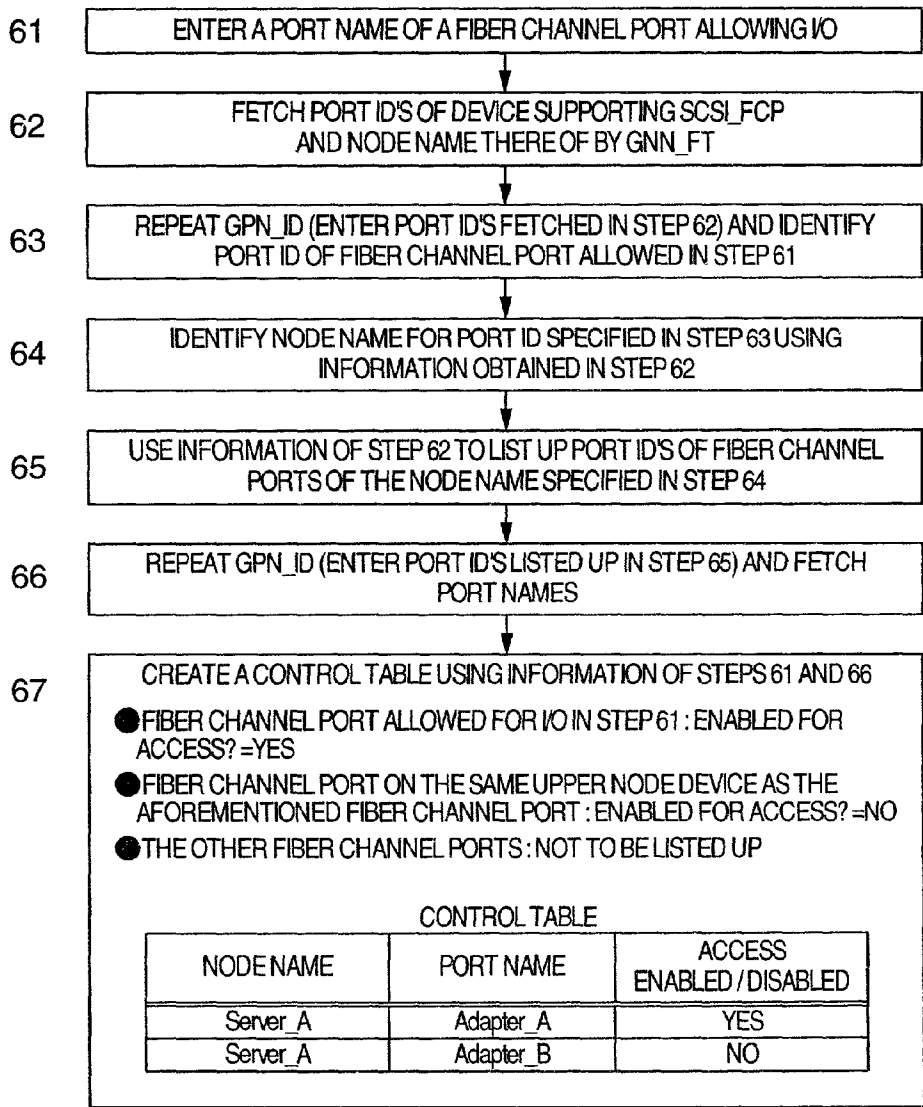 61
ENTER A PORT NAME OF A FIBER CHANNEL PORT ALLOWING I/O
62
FETCH PORT ID'S OF DEVICE SUPPORTING SCSI_FCP
AND NODE NAME THERE OF BY GNN_FT
63
REPEAT GPN_ID (ENTER PORT ID'S FETCHED IN STEP 62) AND IDENTIFY
PORT ID OF FIBER CHANNEL PORT ALLOWED IN STEP 61
64
IDENTIFY NODE NAME FOR PORT ID SPECIFIED IN STEP 63 USING
INFORMATION OBTAINED IN STEP 62
65
USE INFORMATION OF STEP 62 TO LIST UP PORT ID'S OF FIBER CHANNEL
PORTS OF THE NODE NAME SPECIFIED IN STEP 64
66
REPEAT GPN_ID (ENTER PORT ID'S LISTED UP IN STEP 65) AND FETCH
PORT NAMES
67
CREATE A CONTROL TABLE USING INFORMATION OF STEPS 61 AND 66
●FIBER CHANNEL PORT ALLOWED FOR I/O IN STEP 61 : ENABLED FOR
ACCESS? =YES
●FIBER CHANNEL PORT ON THE SAME UPPER NODE DEVICE AS THE
AFOREMENTIONED FIBER CHANNEL PORT : ENABLED FOR ACCESS? =NO
●THE OTHER FIBER CHANNEL PORTS : NOT TO BE LISTED UP
CONTROL TABLE
NODE NAME PORT NAME ACCESS
ENABLED / DISABLED
Server_A Adapter_A YES
Server_A Adapter_B NO